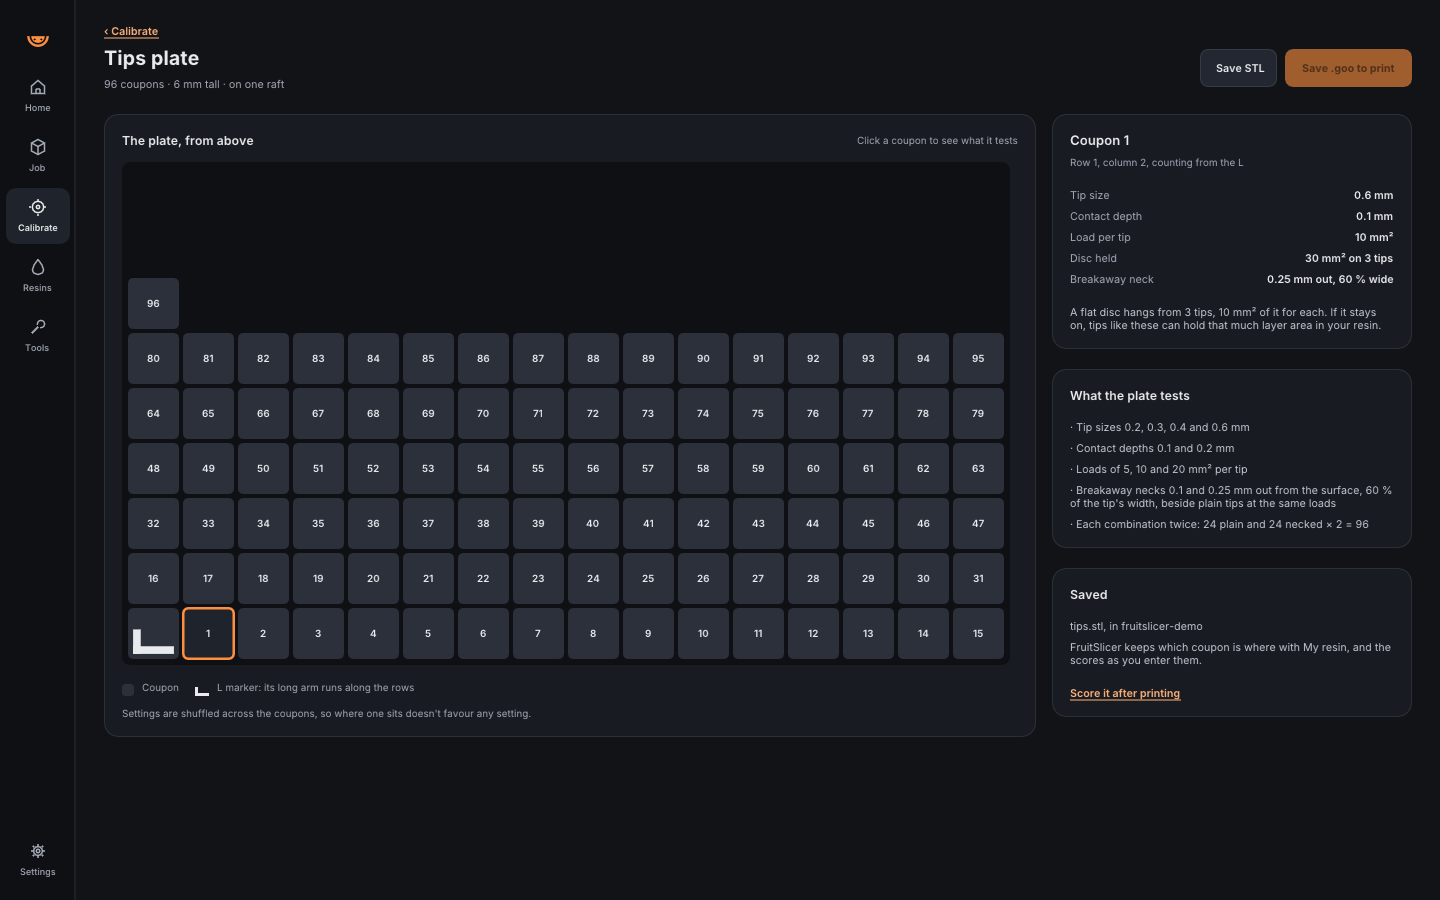 ‹ Calibrate
Tips plate
96 coupons · 6 mm tall · on one raft
Save STL
Save .goo to print
Home
Job
Calibrate
Resins
Tools
Settings
The plate, from above
Click a coupon to see what it tests
96
80 81 82 83 84 85 86 87 88 89 90 91 92 93 94 95
64 65 66 67 68 69 70 71 72 73 74 75 76 77 78 79
48 49 50 51 52 53 54 55 56 57 58 59 60 61 62 63
32 33 34 35 36 37 38 39 40 41 42 43 44 45 46 47
16 17 18 19 20 21 22 23 24 25 26 27 28 29 30 31
1 2 3 4 5 6 7 8 9 10 11 12 13 14 15
Coupon
L marker: its long arm runs along the rows
Settings are shuffled across the coupons, so where one sits doesn't favour any setting.
Coupon 1
Row 1, column 2, counting from the L
Tip size 0.6 mm
Contact depth 0.1 mm
Load per tip 10 mm²
Disc held 30 mm² on 3 tips
Breakaway neck 0.25 mm out, 60 % wide
A flat disc hangs from 3 tips, 10 mm² of it for each. If it stays
on, tips like these can hold that much layer area in your resin.
What the plate tests
· Tip sizes 0.2, 0.3, 0.4 and 0.6 mm
· Contact depths 0.1 and 0.2 mm
· Loads of 5, 10 and 20 mm² per tip
· Breakaway necks 0.1 and 0.25 mm out from the surface, 60 %
of the tip's width, beside plain tips at the same loads
· Each combination twice: 24 plain and 24 necked × 2 = 96
Saved
tips.stl, in fruitslicer-demo
FruitSlicer keeps which coupon is where with My resin, and the
scores as you enter them.
Score it after printing